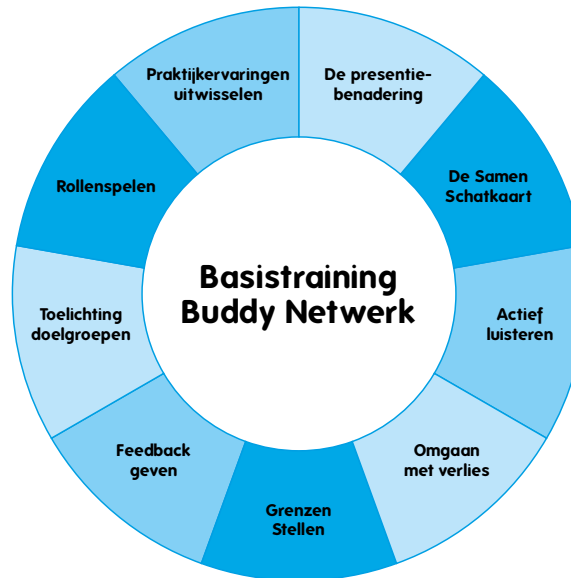 Praktijkervaringen
uitwisselen
De presentie-
benadering
De Samen
Schatkaart
Actief
luisteren
Omgaan
met verlies
Grenzen
Stellen
Feedback
geven
Toelichting
doelgroepen
Rollenspelen
Basistraining
Buddy Netwerk